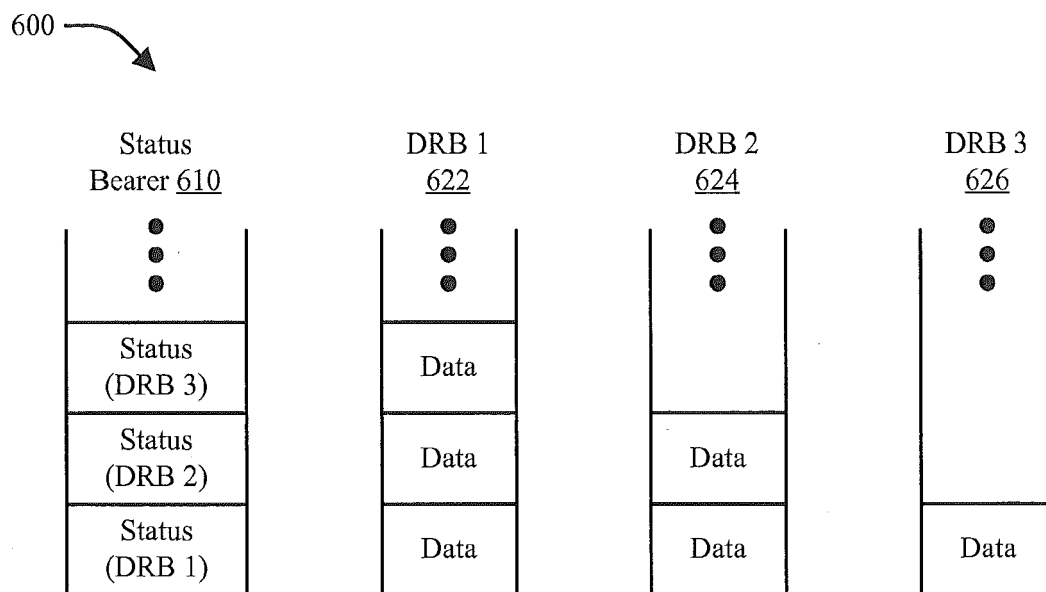 600
Status
Bearer 610
DRB 1
622
DRB 2
624
DRB 3
626
Status
(DRB 3)
Data
Status
(DRB 2)
Data
Data
Status
(DRB 1)
Data
Data
Data